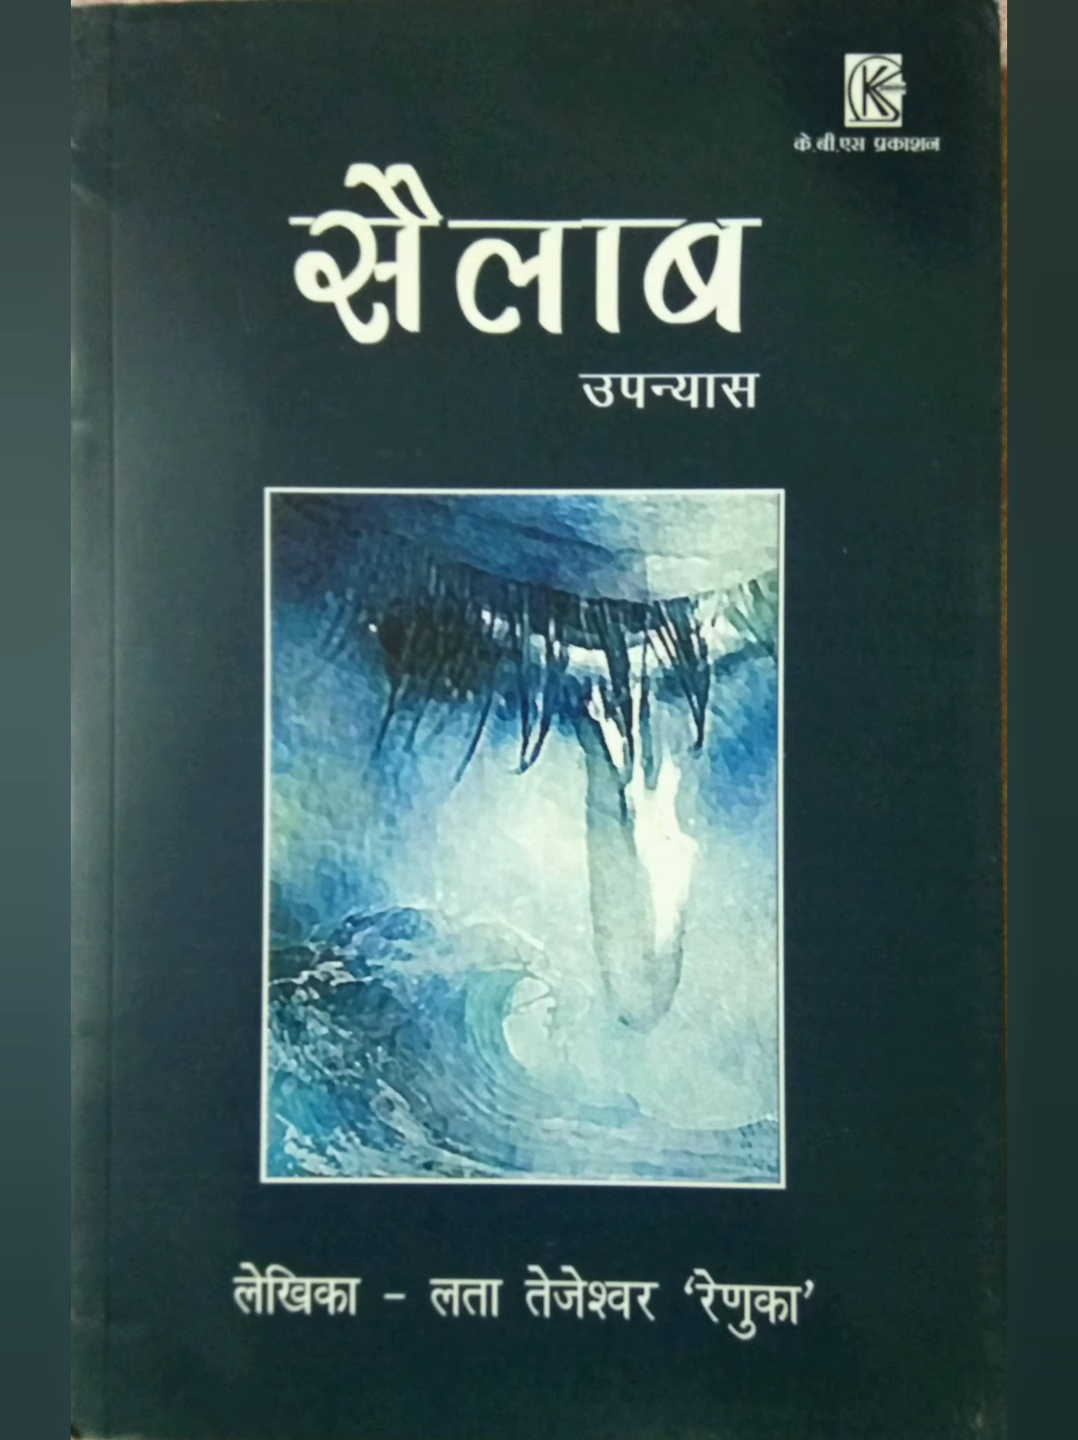 के.बी.एस प्रकाशन
सैलाब
उपन्यास
लेखिका - लता तेजेश्वर ‘रेणुका’